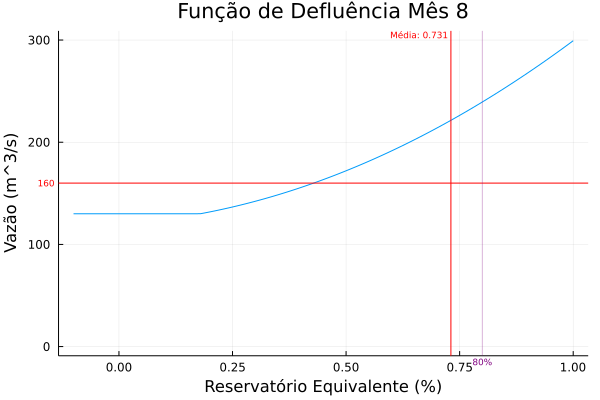 Função de Defluência Mês 8
Média: 0.731
300
200
160
100
0
Vazão (m^3/s)
0.00
0.25
0.50
0.75
80%
1.00
Reservatório Equivalente (%)